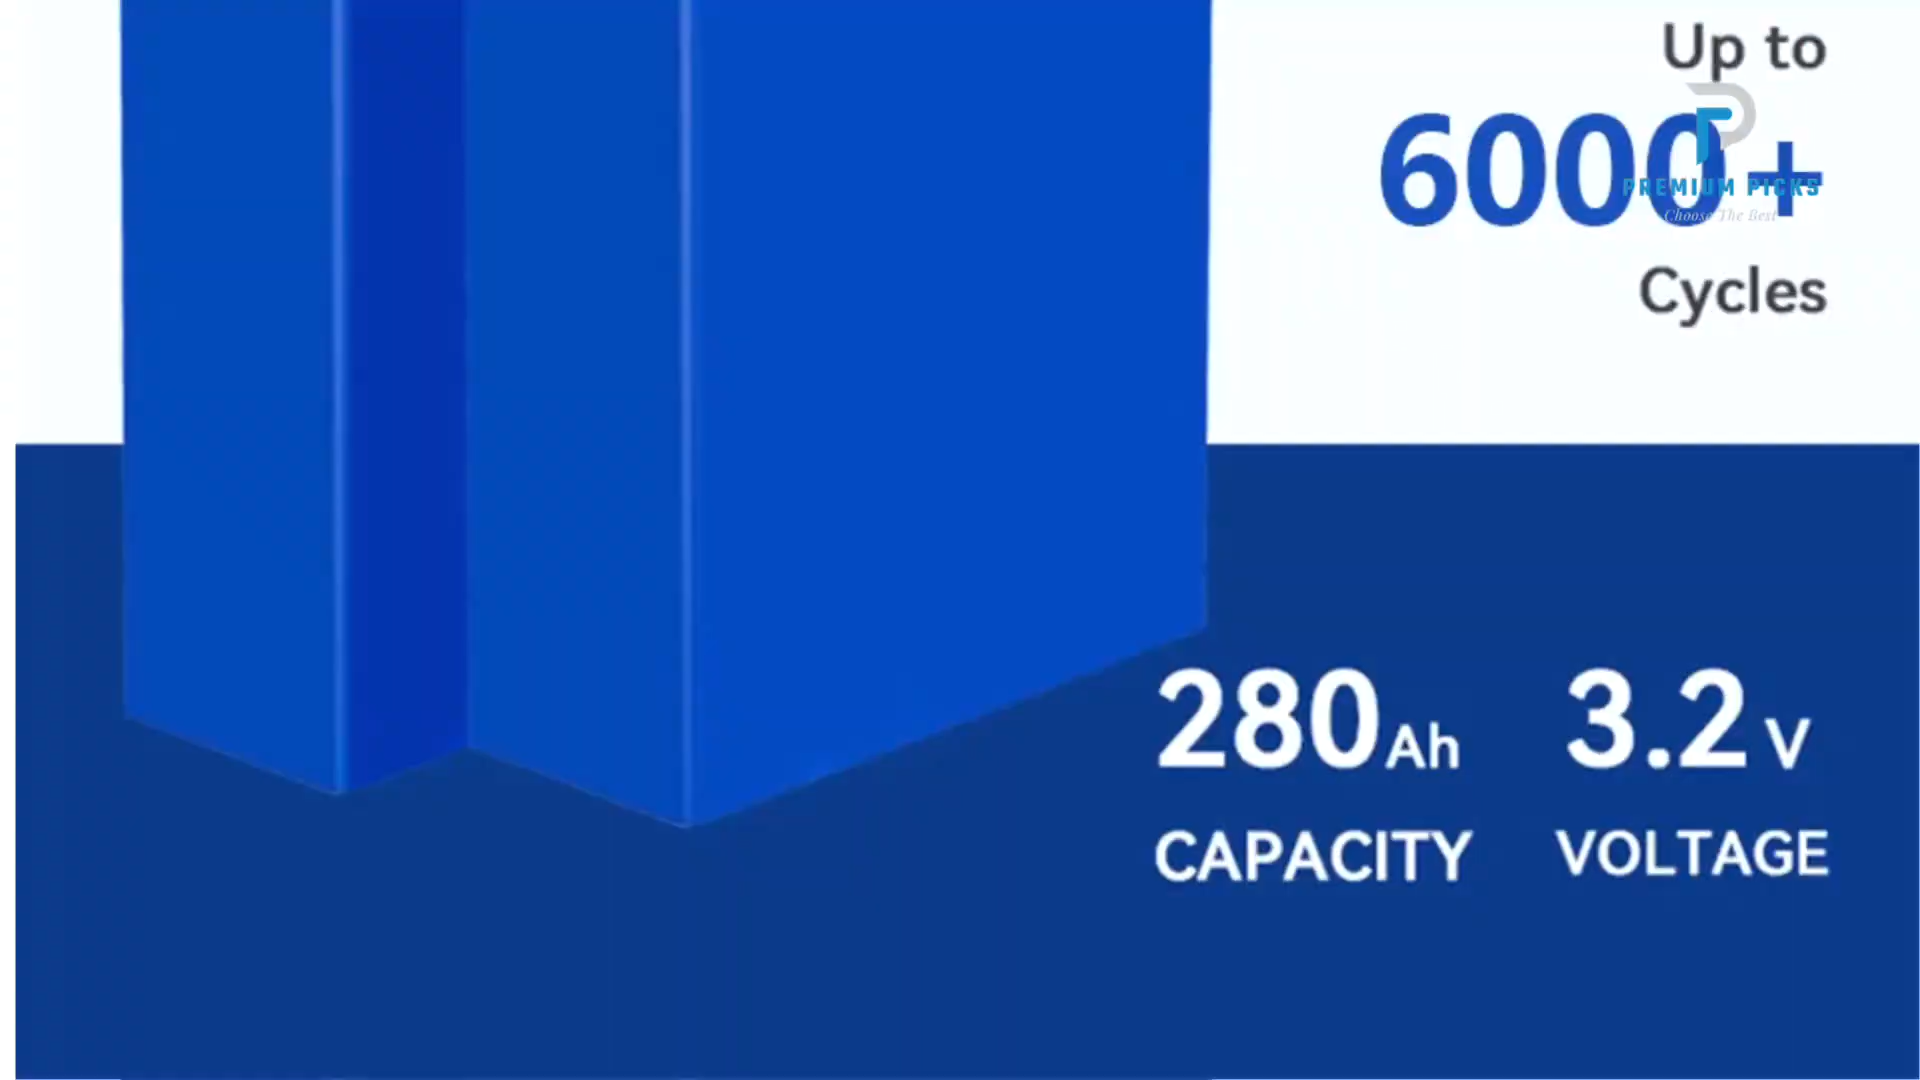 Up to
6000+
PREMIUM PICKS
Choose The Best
Cycles
280Ah 3.2V
CAPACITY VOLTAGE